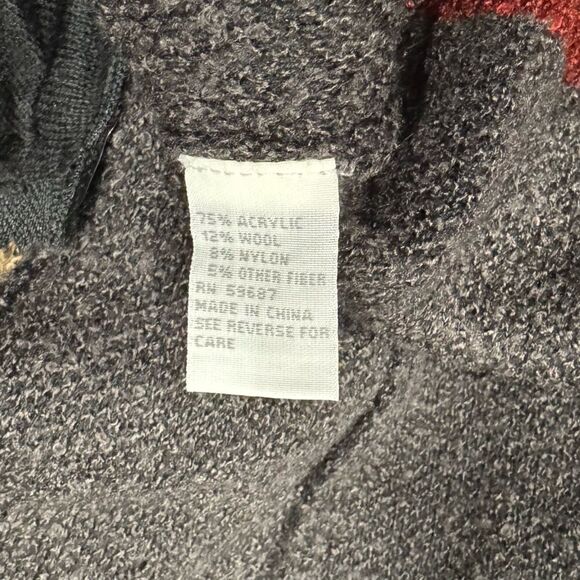 75% ACRYLIC
12% WOOL
8% NYLON
5% OTHER FIBER
RN 59687
MADE IN CHINA
SEE REVERSE FOR
CARE